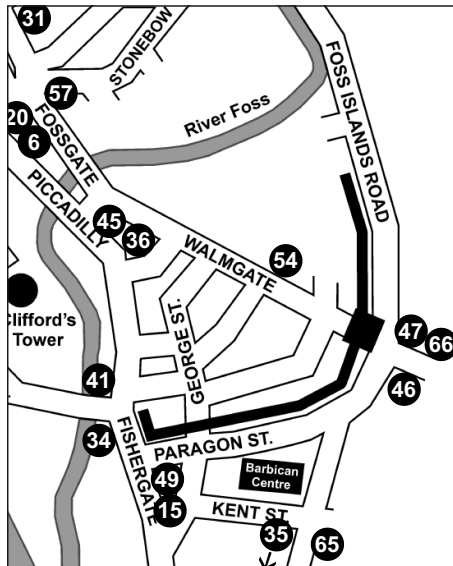 31
STONEBOW
FOSS ISLANDS ROAD
57
River Foss
20
6
FOSSGATE
PICCADILLY
45
36
WALMGATE
54
Clifford's
Tower
GEORGE ST.
47
66
41
46
34
FISHERGATE
PARAGON ST.
49
Barbican
Centre
15
KENT ST.
35
65